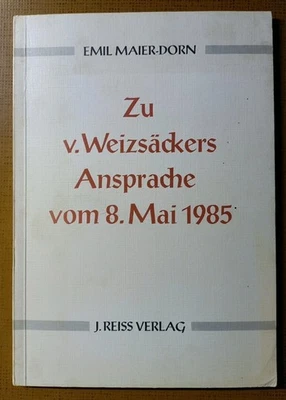 EMIL MAIER-DORN
Zu
v. Weizsäckers
Ansprache
vom 8. Mai 1985
J. REISS VERLAG